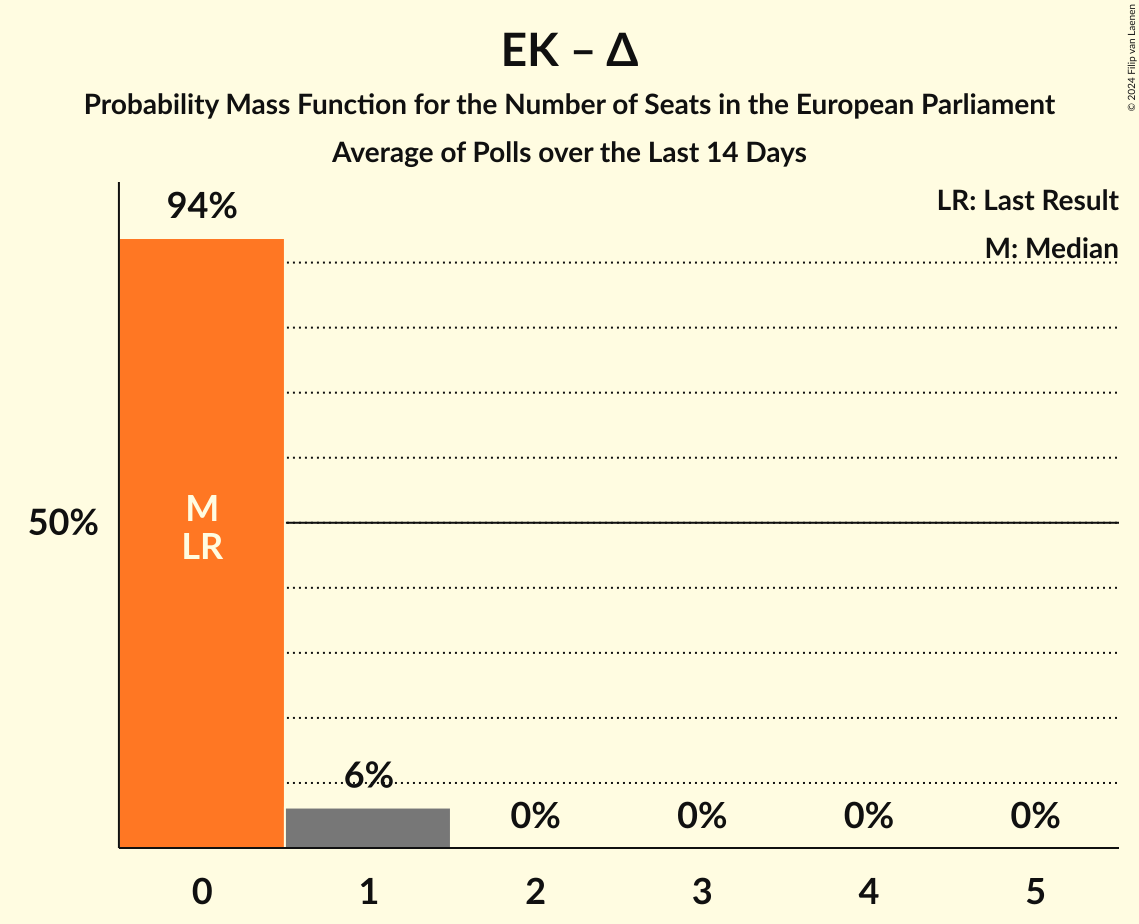 EK – Δ
Probability Mass Function for the Number of Seats in the European Parliament
Average of Polls over the Last 14 Days
© 2024 Filip van Laenen
LR: Last Result
M: Median
94%
50%
M
LR
6%
0%
0%
0%
0%
0
1
2
3
4
5